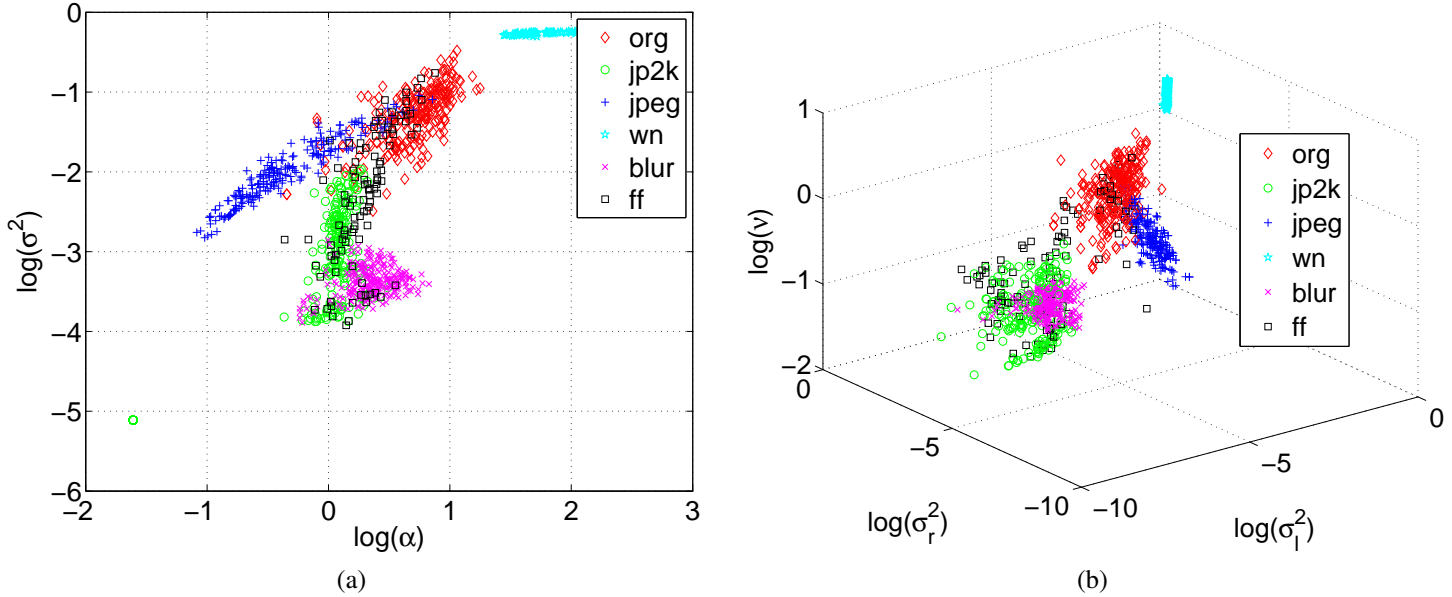 0
−1
−2
−3
−4
−5
−6
−2
−1
0
1
2
3
log(σ²)
log(α)
org
jp2k
jpeg
wn
blur
ff
(a)
1
0
−1
−2
log(ν)
0
−5
−10
log(σᵣ²)
−10
−5
0
log(σₗ²)
org
jp2k
jpeg
wn
blur
ff
(b)